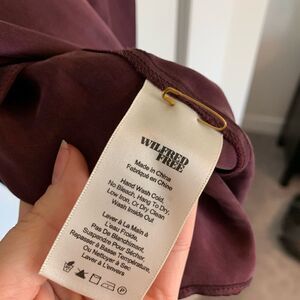 WILFRED
FREE
Made in China
Fabriqué en Chine
Hand Wash Cold,
No Bleach, Hang To Dry,
Low Iron, Or Dry Clean
Wash Inside Out
Laver À La Main À
L'eau Froide,
Pas De Blanchiment,
Suspendre Pour Sécher,
Repasser À Basse Température,
Ou Nettoyer À Sec
Laver À L'envers